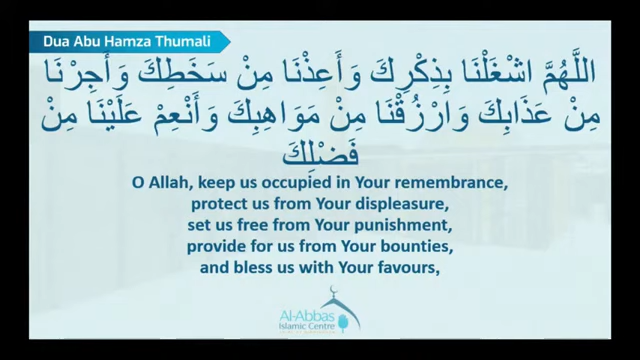 Dua Abu Hamza Thumali
اللَّهُمَّ اشْغَلْنَا بِذِكْرِكَ وَأَعِذْنَا مِنْ سَخَطِكَ وَأَجِرْنَا
مِنْ عَذَابِكَ وَارْزُقْنَا مِنْ مَوَاهِبِكَ وَأَنْعِمْ عَلَيْنَا مِنْ
فَضْلِكَ
O Allah, keep us occupied in Your remembrance,
protect us from Your displeasure,
set us free from Your punishment,
provide for us from Your bounties,
and bless us with Your favours,
Al-Abbas
Islamic Centre